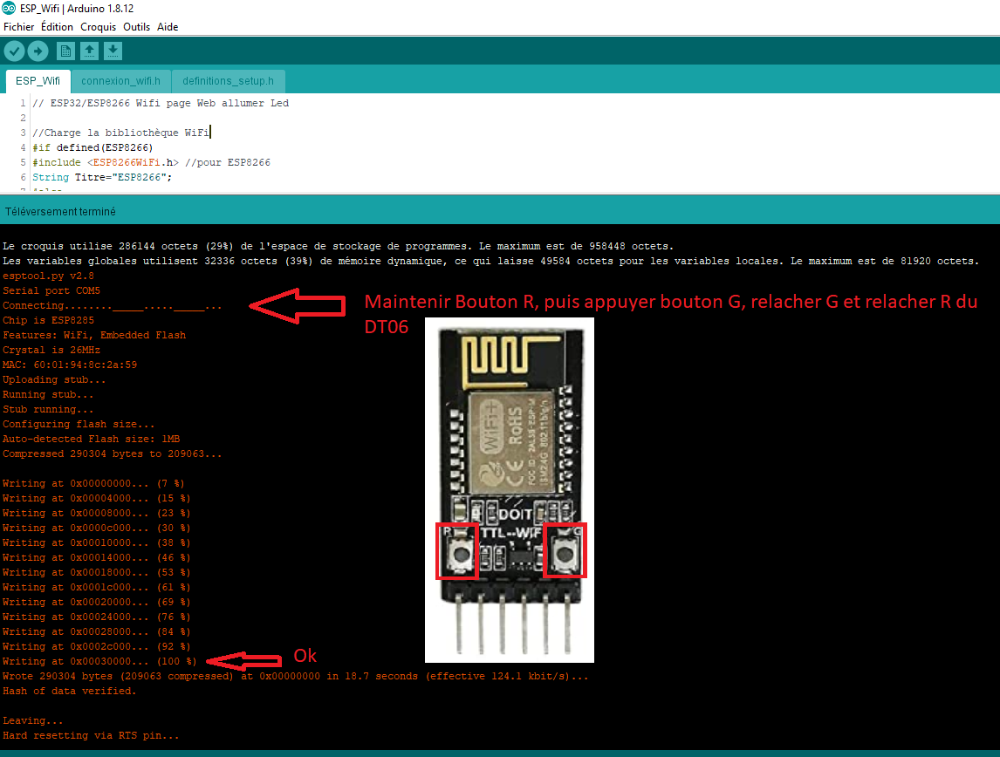 ESP_Wifi | Arduino 1.8.12
Fichier Édition Croquis Outils Aide
ESP_Wifi connexion_wifi.h definitions_setup.h
1 // ESP32/ESP8266 Wifi page Web allumer Led
2
3 //Charge la bibliothèque WiFi
4 #if defined(ESP8266)
5 #include <ESP8266WiFi.h> //pour ESP8266
6 String Titre="ESP8266";
Téléversement terminé
Le croquis utilise 286144 octets (29%) de l'espace de stockage de programmes. Le maximum est de 958448 octets.
Les variables globales utilisent 32336 octets (39%) de mémoire dynamique, ce qui laisse 49584 octets pour les variables locales. Le maximum est de 81920 octets.
esptool.py v2.8
Serial port COM5
Connecting........_____....._____...
Chip is ESP8285
Features: WiFi, Embedded Flash
Crystal is 26MHz
MAC: 60:01:94:8c:2a:59
Uploading stub...
Running stub...
Stub running...
Configuring flash size...
Auto-detected Flash size: 1MB
Compressed 290304 bytes to 209063...
Writing at 0x00000000... (7 %)
Writing at 0x00004000... (15 %)
Writing at 0x00008000... (23 %)
Writing at 0x0000c000... (30 %)
Writing at 0x00010000... (38 %)
Writing at 0x00014000... (46 %)
Writing at 0x00018000... (53 %)
Writing at 0x0001c000... (61 %)
Writing at 0x00020000... (69 %)
Writing at 0x00024000... (76 %)
Writing at 0x00028000... (84 %)
Writing at 0x0002c000... (92 %)
Writing at 0x00030000... (100 %)
Wrote 290304 bytes (209063 compressed) at 0x00000000 in 18.7 seconds (effective 124.1 kbit/s)...
Hash of data verified.
Leaving...
Hard resetting via RTS pin...
Maintenir Bouton R, puis appuyer bouton G, relacher G et relacher R du
DT06
WiFi+
CE RoHS
FCC ID: 2AL3B-ESP-M
ISM2.4G 802.11b/g/n
DOIT
R TTL--WiF G
Ok